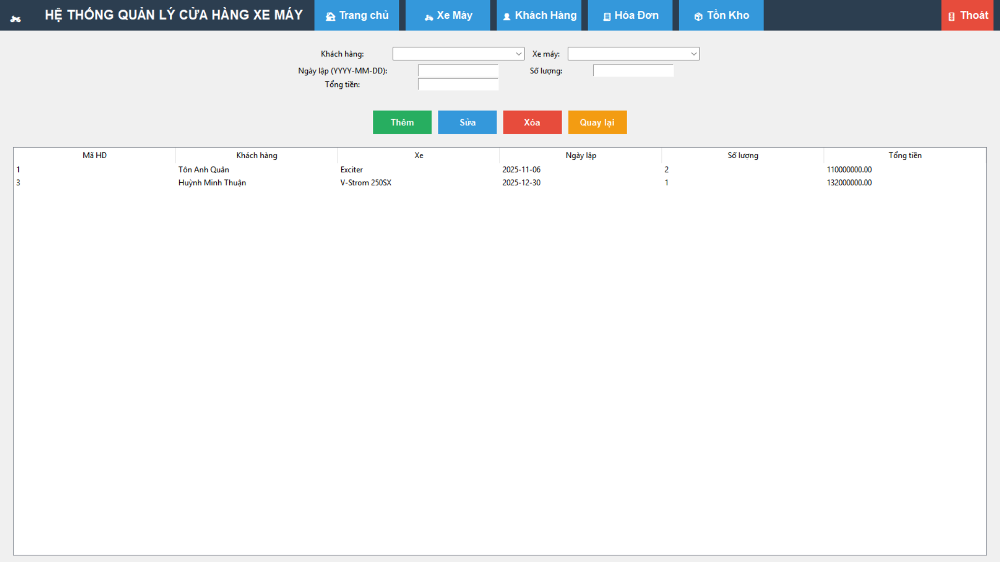 HỆ THỐNG QUẢN LÝ CỬA HÀNG XE MÁY Trang chủ Xe Máy Khách Hàng Hóa Đơn Tồn Kho Thoát
Khách hàng: Xe máy:
Ngày lập (YYYY-MM-DD): Số lượng:
Tổng tiền:
Thêm Sửa Xóa Quay lại
Mã HD Khách hàng Xe Ngày lập Số lượng Tổng tiền
1 Tôn Anh Quân Exciter 2025-11-06 2 110000000.00
3 Huỳnh Minh Thuận V-Strom 250SX 2025-12-30 1 132000000.00